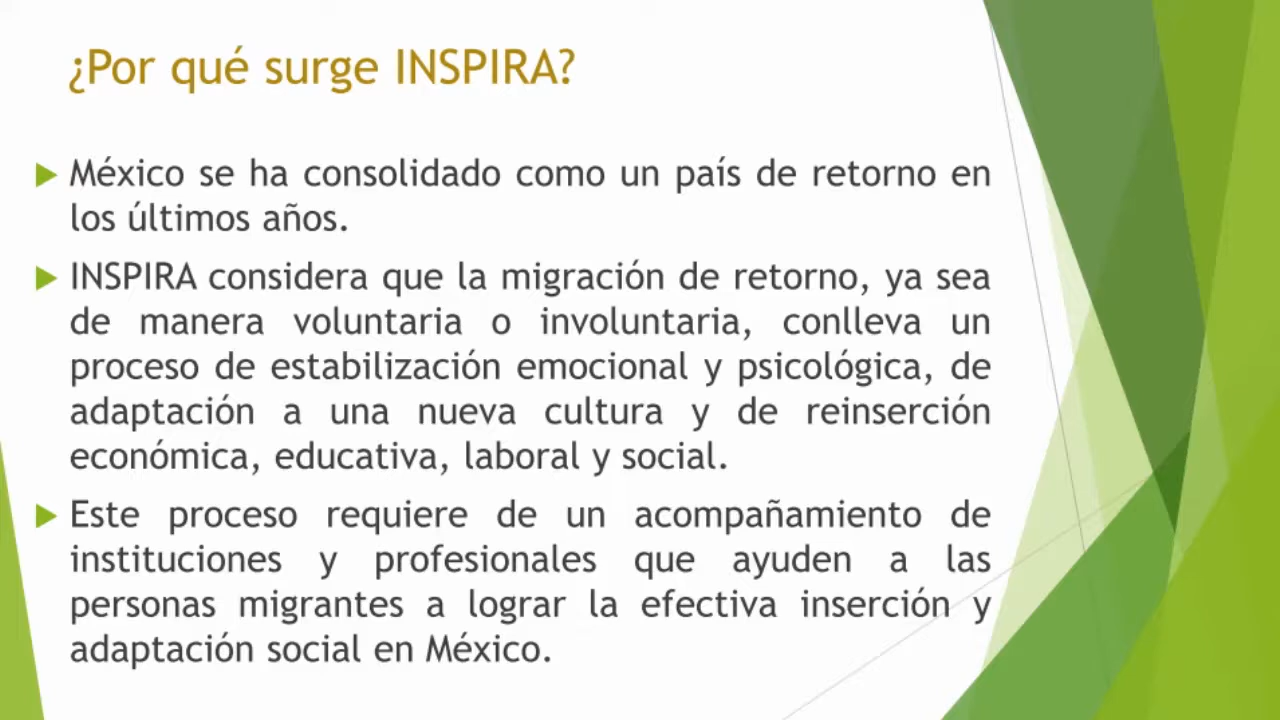 ¿Por qué surge INSPIRA?
México se ha consolidado como un país de retorno en
los últimos años.
INSPIRA considera que la migración de retorno, ya sea
de manera voluntaria o involuntaria, conlleva un
proceso de estabilización emocional y psicológica, de
adaptación a una nueva cultura y de reinserción
económica, educativa, laboral y social.
Este proceso requiere de un acompañamiento de
instituciones y profesionales que ayuden a las
personas migrantes a lograr la efectiva inserción y
adaptación social en México.